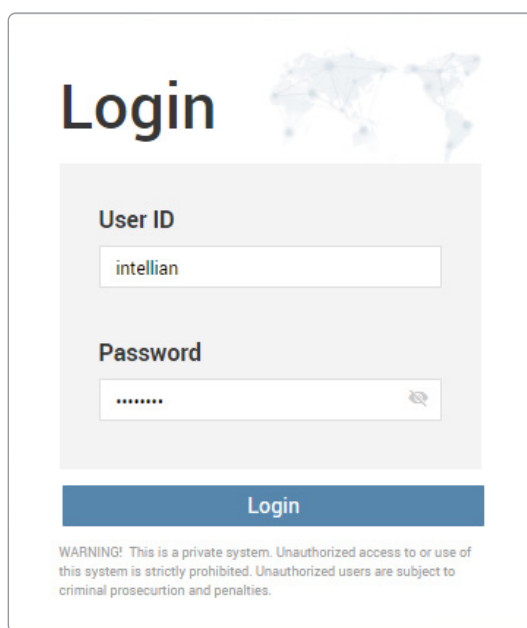 Login
User ID
intellian
Password
••••••••
Login
WARNING! This is a private system. Unauthorized access to or use of
this system is strictly prohibited. Unauthorized users are subject to
criminal prosecurtion and penalties.